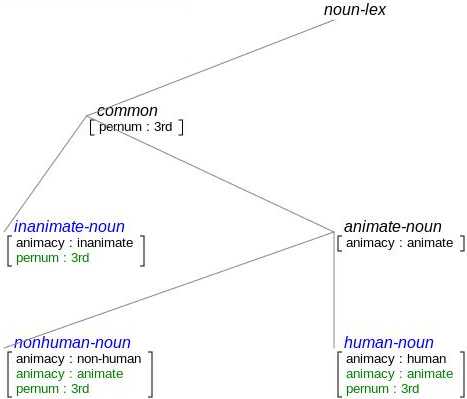 noun-lex
common
[ pernum : 3rd ]
inanimate-noun
animacy : inanimate
pernum : 3rd
animate-noun
[ animacy : animate ]
nonhuman-noun
animacy : non-human
animacy : animate
pernum : 3rd
human-noun
animacy : human
animacy : animate
pernum : 3rd